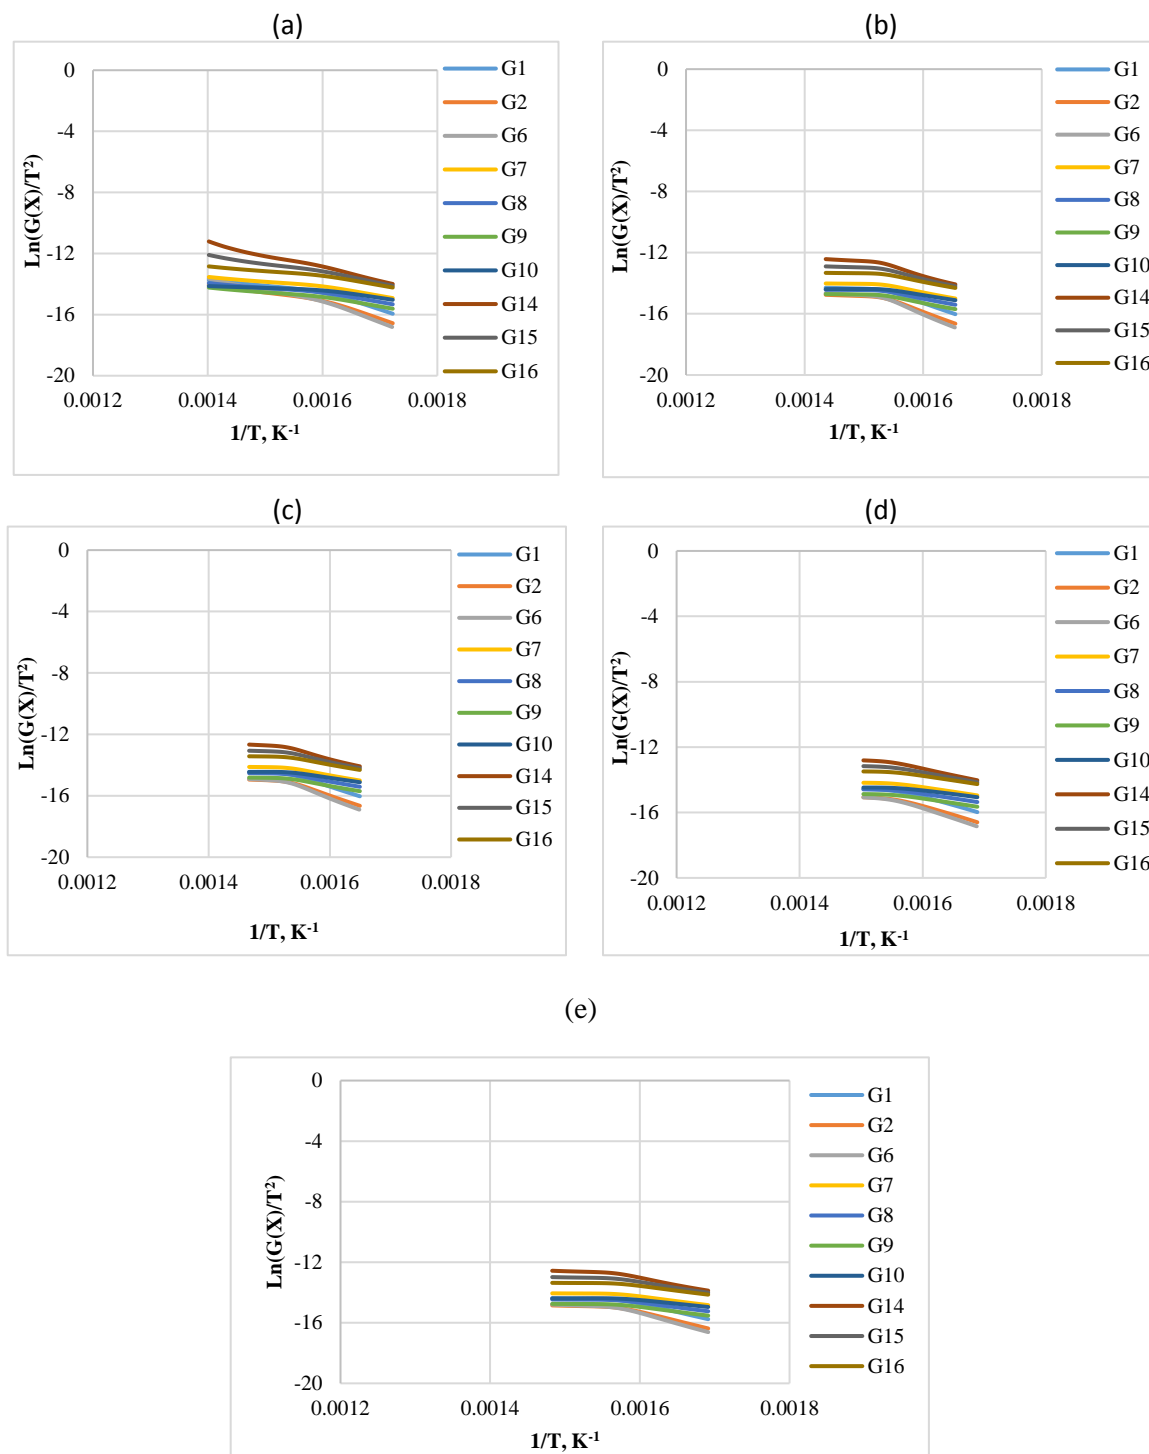 (a)
0
-4
-8
-12
-16
-20
0.0012 0.0014 0.0016 0.0018
Ln(G(X)/T²)
1/T, K⁻¹
G1
G2
G6
G7
G8
G9
G10
G14
G15
G16
(b)
0
-4
-8
-12
-16
-20
0.0012 0.0014 0.0016 0.0018
Ln(G(X)/T²)
1/T, K⁻¹
G1
G2
G6
G7
G8
G9
G10
G14
G15
G16
(c)
0
-4
-8
-12
-16
-20
0.0012 0.0014 0.0016 0.0018
Ln(G(X)/T²)
1/T, K⁻¹
G1
G2
G6
G7
G8
G9
G10
G14
G15
G16
(d)
0
-4
-8
-12
-16
-20
0.0012 0.0014 0.0016 0.0018
Ln(G(X)/T²)
1/T, K⁻¹
G1
G2
G6
G7
G8
G9
G10
G14
G15
G16
(e)
0
-4
-8
-12
-16
-20
0.0012 0.0014 0.0016 0.0018
Ln(G(X)/T²)
1/T, K⁻¹
G1
G2
G6
G7
G8
G9
G10
G14
G15
G16